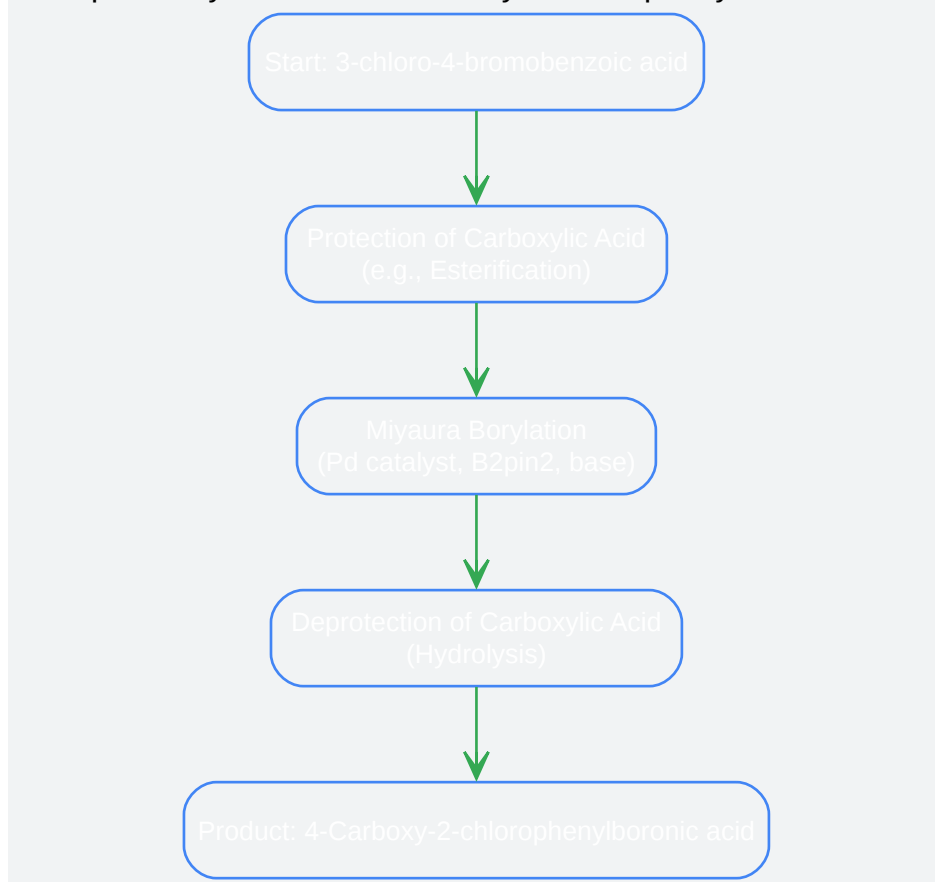 Start: 3-chloro-4-bromobenzoic acid
Protection of Carboxylic Acid
(e.g., Esterification)
Miyaura Borylation
(Pd catalyst, B2pin2, base)
Deprotection of Carboxylic Acid
(Hydrolysis)
Product: 4-Carboxy-2-chlorophenylboronic acid